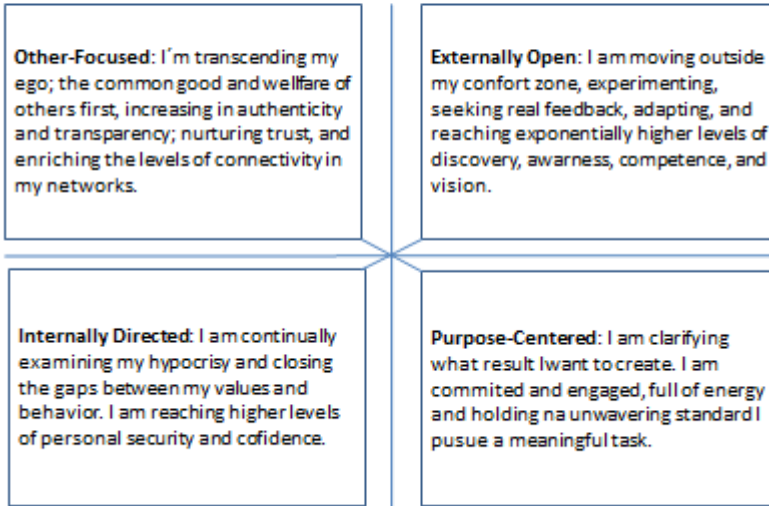 Other-Focused: I´m transcending my
ego; the common good and wellfare of
others first, increasing in authenticity
and transparency; nurturing trust, and
enriching the levels of connectivity in
my networks.
Externally Open: I am moving outside
my confort zone, experimenting,
seeking real feedback, adapting, and
reaching exponentially higher levels of
discovery, awarness, competence, and
vision.
Internally Directed: I am continually
examining my hypocrisy and closing
the gaps between my values and
behavior. I am reaching higher levels
of personal security and cofidence.
Purpose-Centered: I am clarifying
what result Iwant to create. I am
commited and engaged, full of energy
and holding na unwavering standard I
pusue a meaningful task.